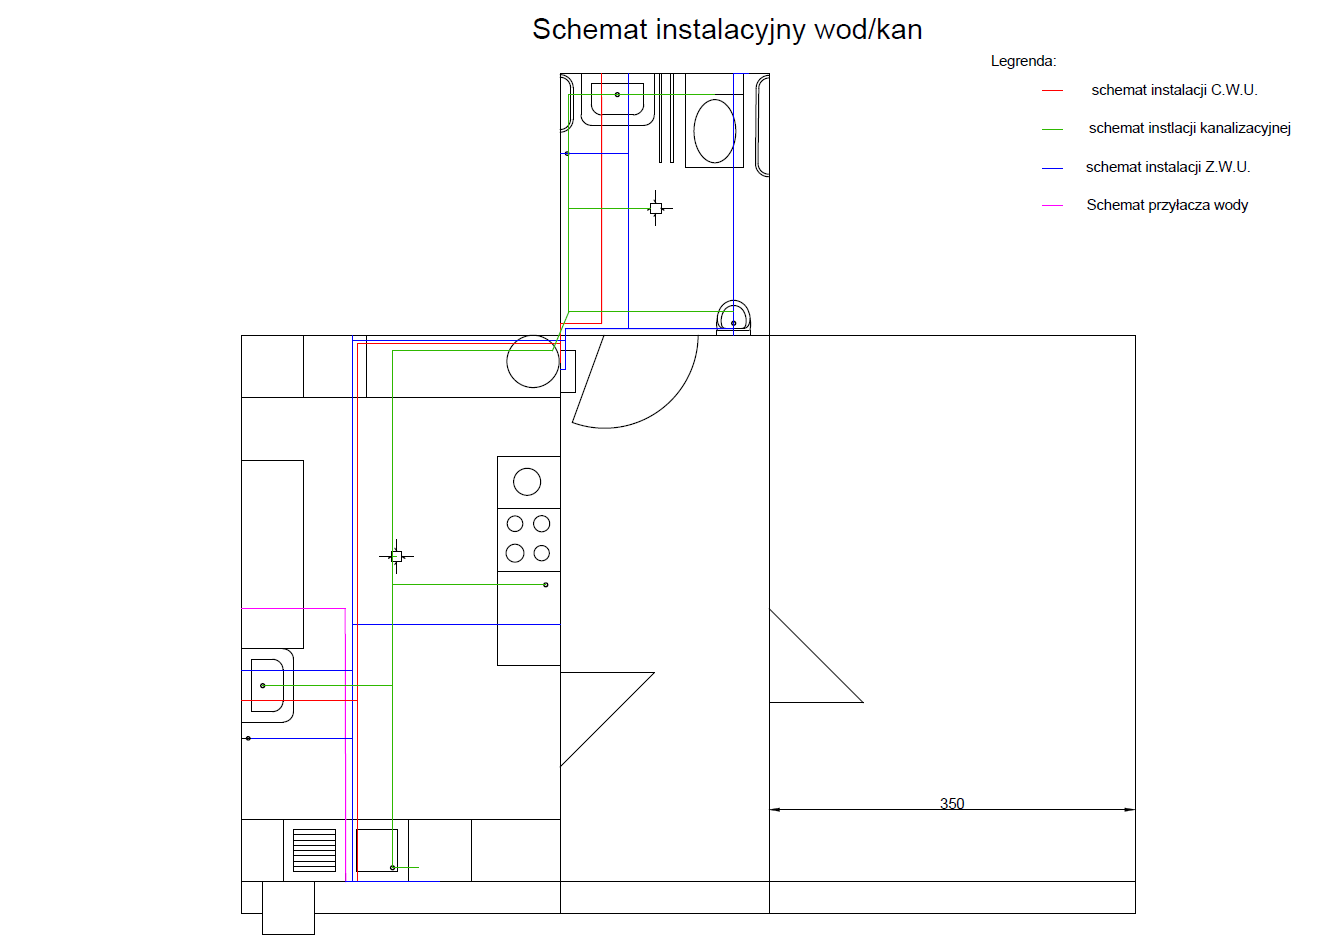 Schemat instalacyjny wod/kan
Legrenda:
schemat instalacji C.W.U.
schemat instlacji kanalizacyjnej
schemat instalacji Z.W.U.
Schemat przyłacza wody
350